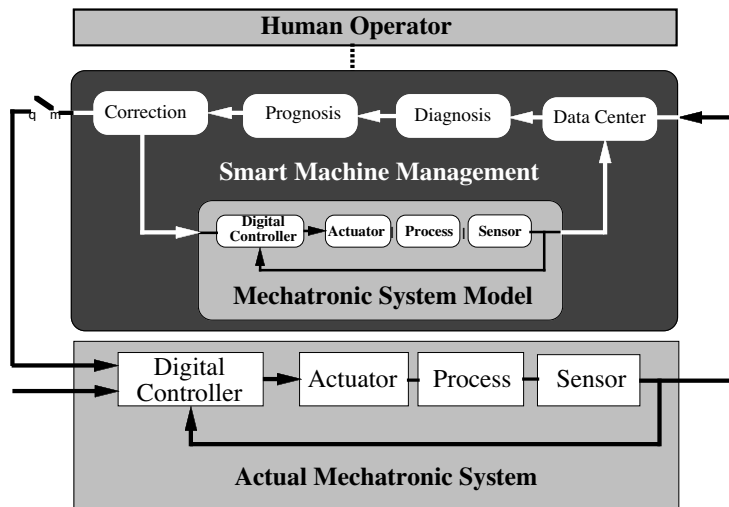 Human Operator
Correction
Prognosis
Diagnosis
Data Center
q m
Smart Machine Management
Digital
Controller
Actuator
Process
Sensor
Mechatronic System Model
Digital
Controller
Actuator
Process
Sensor
Actual Mechatronic System